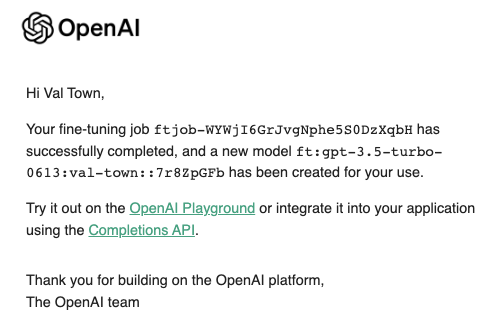 OpenAI
Hi Val Town,
Your fine-tuning job ftjob-WYWjI6GrJvgNphe5S0DzXqbH has
successfully completed, and a new model ft:gpt-3.5-turbo-
0613:val-town::7r8ZpGFb has been created for your use.
Try it out on the OpenAI Playground or integrate it into your application
using the Completions API.
Thank you for building on the OpenAI platform,
The OpenAI team